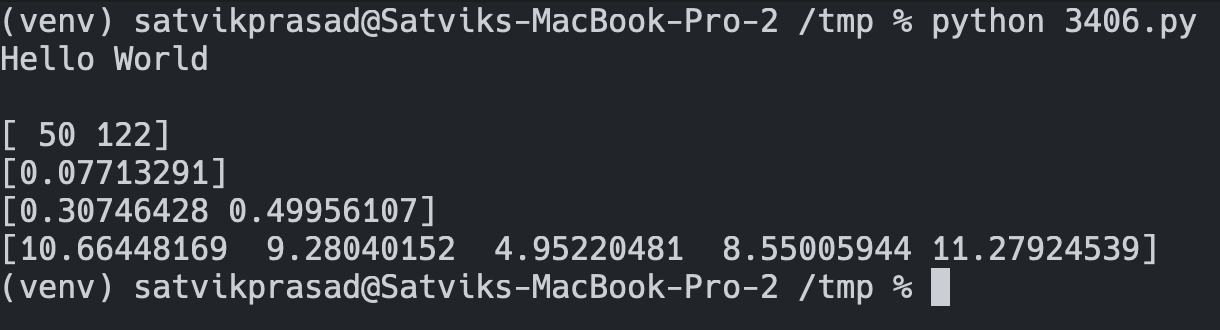 (venv) satvikprasad@Satviks-MacBook-Pro-2 /tmp % python 3406.py
Hello World

[ 50 122]
[0.07713291]
[0.30746428 0.49956107]
[10.66448169  9.28040152  4.95220481  8.55005944 11.27924539]
(venv) satvikprasad@Satviks-MacBook-Pro-2 /tmp %